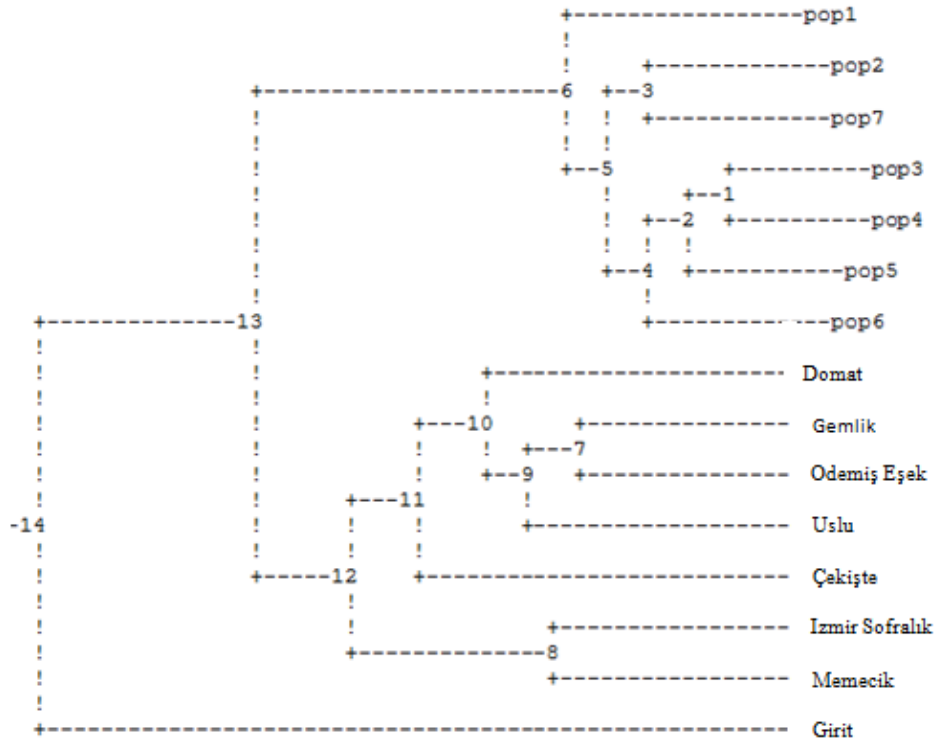 pop1
pop2
6
3
pop7
5
pop3
1
2
pop4
4
pop5
13
pop6
Domat
10
Gemlik
7
9
Odemiş Eşek
11
-14
Uslu
12
Çekişte
Izmir Sofralık
8
Memecik
Girit